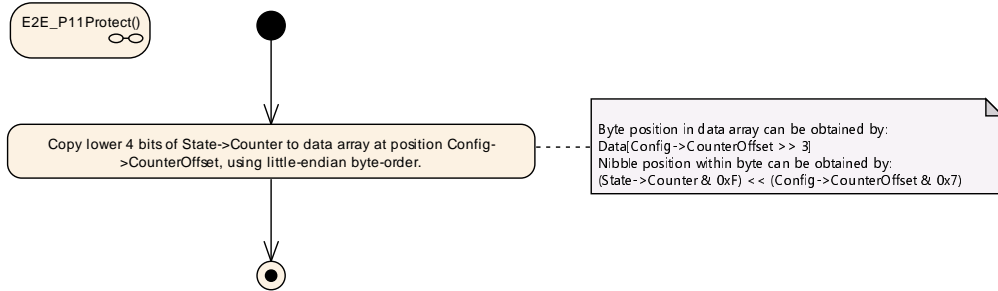 E2E_P11Protect()
Copy lower 4 bits of State->Counter to data array at position Config-
>CounterOffset, using little-endian byte-order.
Byte position in data array can be obtained by:
Data[Config->CounterOffset >> 3]
Nibble position within byte can be obtained by:
(State->Counter & 0xF) << (Config->CounterOffset & 0x7)